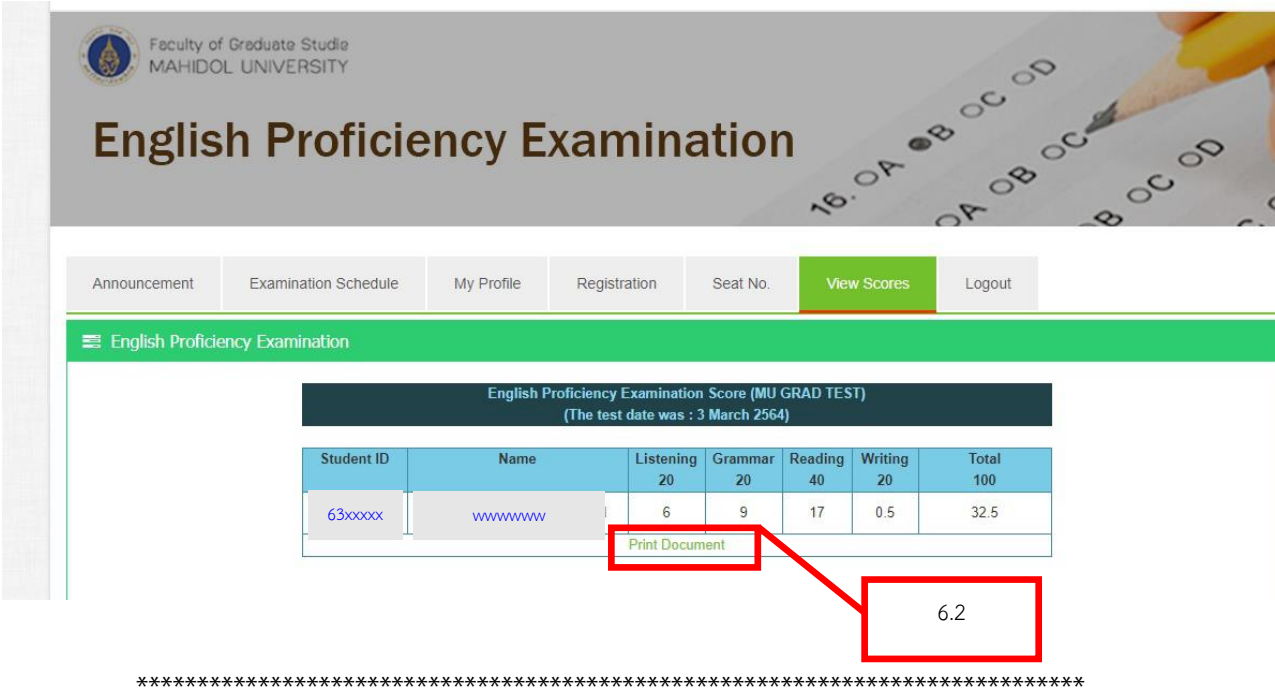 Faculty of Graduate Studie
MAHIDOL UNIVERSITY
English Proficiency Examination
16. OA OB OC OD
OA OB OC OD
OB OC OD
Announcement Examination Schedule My Profile Registration Seat No. View Scores Logout
English Proficiency Examination
English Proficiency Examination Score (MU GRAD TEST)
(The test date was : 3 March 2564)
Student ID Name Listening Grammar Reading Writing Total
20 20 40 20 100
63xxxxx wwwwwww 6 9 17 0.5 32.5
Print Document
6.2
******************************************************************************